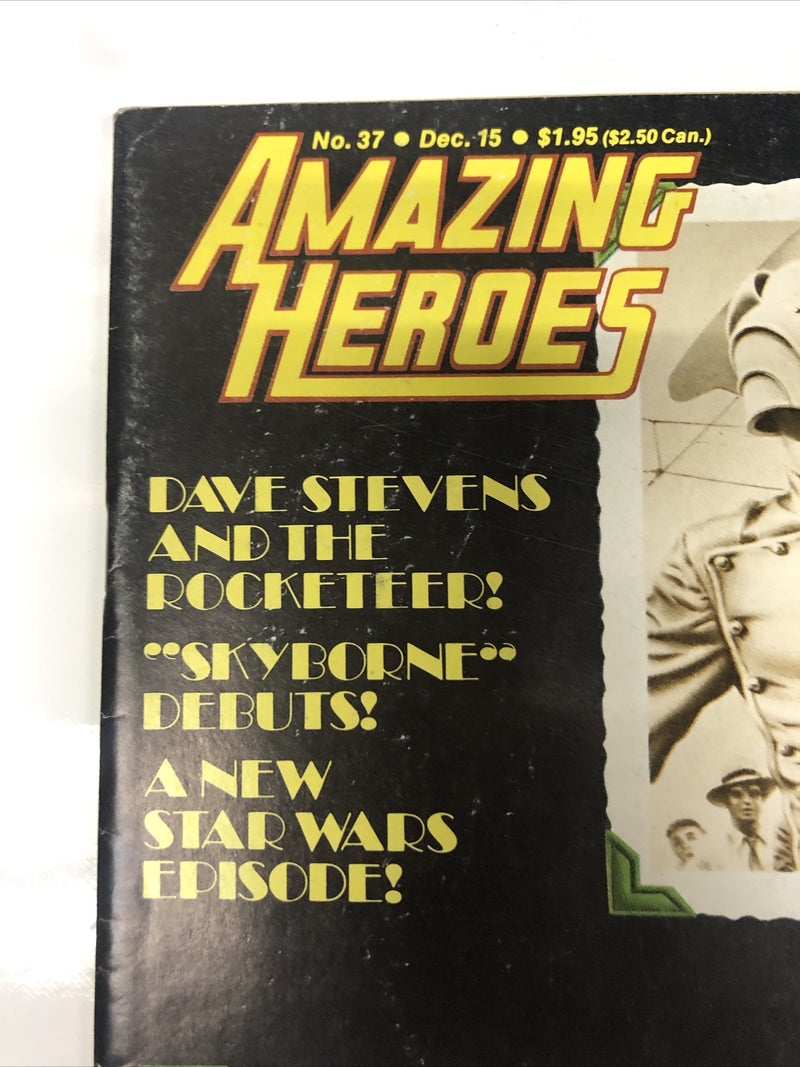 No. 37 ● Dec. 15 ● $1.95 ($2.50 Can.)
AMAZING
HEROES
DAVE STEVENS
AND THE
ROCKETEER!
“SKYBORNE”
DEBUTS!
A NEW
STAR WARS
EPISODE!